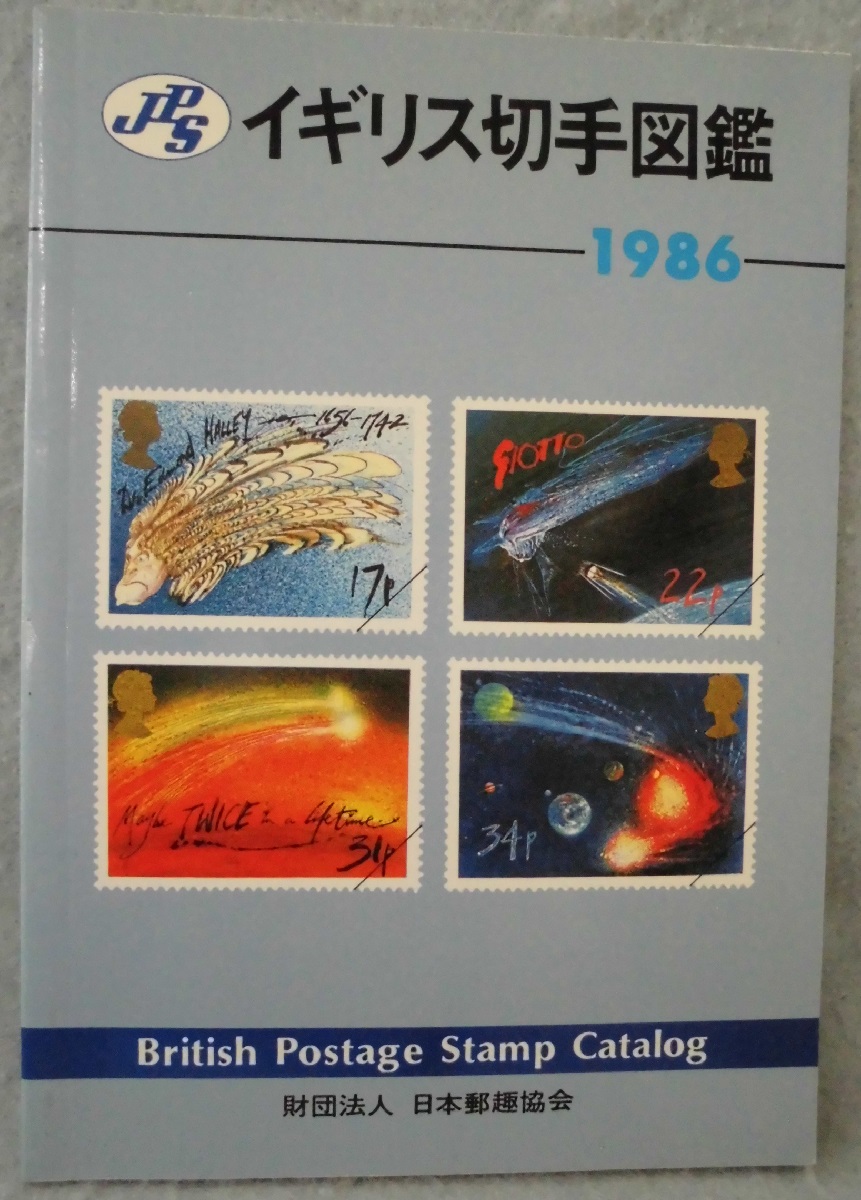 JPS
イギリス切手図鑑
1986
Dr. Edmond HALLEY 1656-1742
17p
GIOTTO
22p
Maybe TWICE in a lifetime
31p
34p
British Postage Stamp Catalog
財団法人 日本郵趣協会